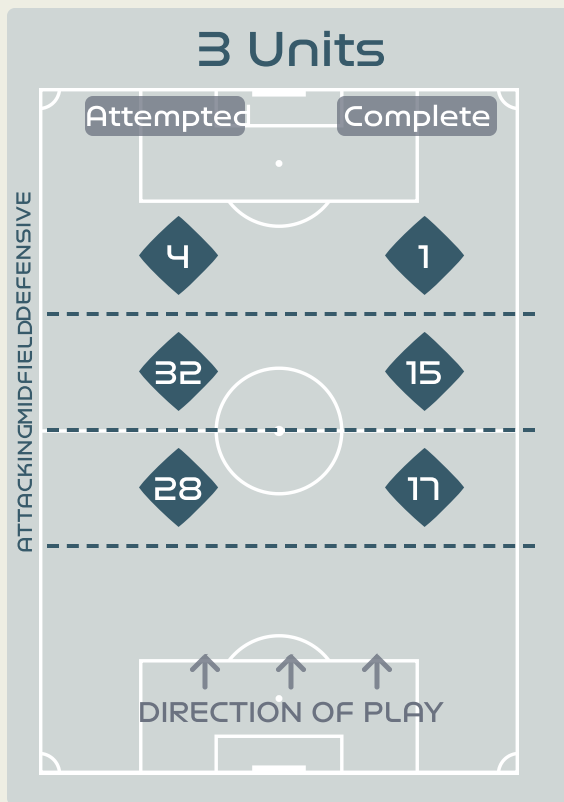 3 Units
Attempted
Complete
ATTACKINGMIDFIELDDEFENSIVE
4
1
32
15
28
17
DIRECTION OF PLAY